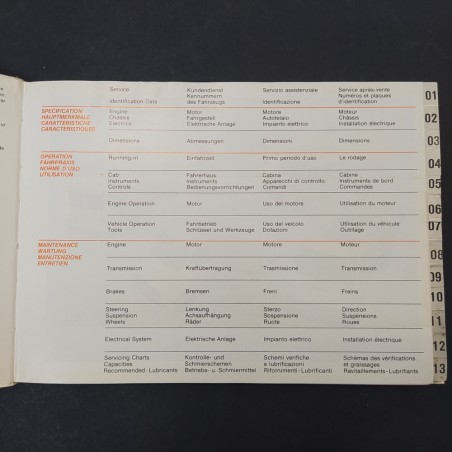 Service Kundendienst Servizio assistenziale Service après-vente 01
Kennummern Numéros et plaques
Identification Data des Fahrzeugs Identificazione d'identification
SPECIFICATION Engine Motor Motore Moteur 02
HAUPTMERKMALE Chassis Fahrgestell Autotelaio Châssis
CARATTERISTICHE Electrics Elektrische Anlage Impianto elettrico Installation électrique
CARACTERISTIQUES
Dimensions Abmessungen Dimensioni Dimensions 03
OPERATION Running-in Einfahrzeit Primo periodo d'uso Le rodage 04
FAHRPRAXIS
NORME D'USO
UTILISATION Cab Fahrerhaus Cabina Cabine 05
Instruments Instrumente Apparecchi di controllo Instruments de bord
Controls Bedienungsvorrichtungen Comandi Commandes
Engine Operation Motor Uso del motore Utilisation du moteur 06
Vehicle Operation Fahrbetrieb Uso del veicolo Utilisation du véhicule 07
Tools Schlüssel und Werkzeuge Dotazioni Outillage
MAINTENANCE Engine Motor Motore Moteur 08
WARTUNG
MANUTENZIONE
ENTRETIEN Transmission Kraftübertragung Trasmissione Transmission 09
Brakes Bremsen Freni Freins 10
Steering Lenkung Sterzo Direction 11
Suspension Achsaufhängung Sospensione Suspension
Wheels Räder Ruote Roues
Electrical System Elektrische Anlage Impianto elettrico Installation électrique 12
Servicing Charts Kontrolle- und Schemi verifiche Schémas des vérifications 13
Capacities Schmierschemen e lubrificazioni et graissages
Recommended-Lubricants Betriebs- u. Schmiermittel Rifornimenti-Lubrificanti Ravitaillements-Lubrifiants